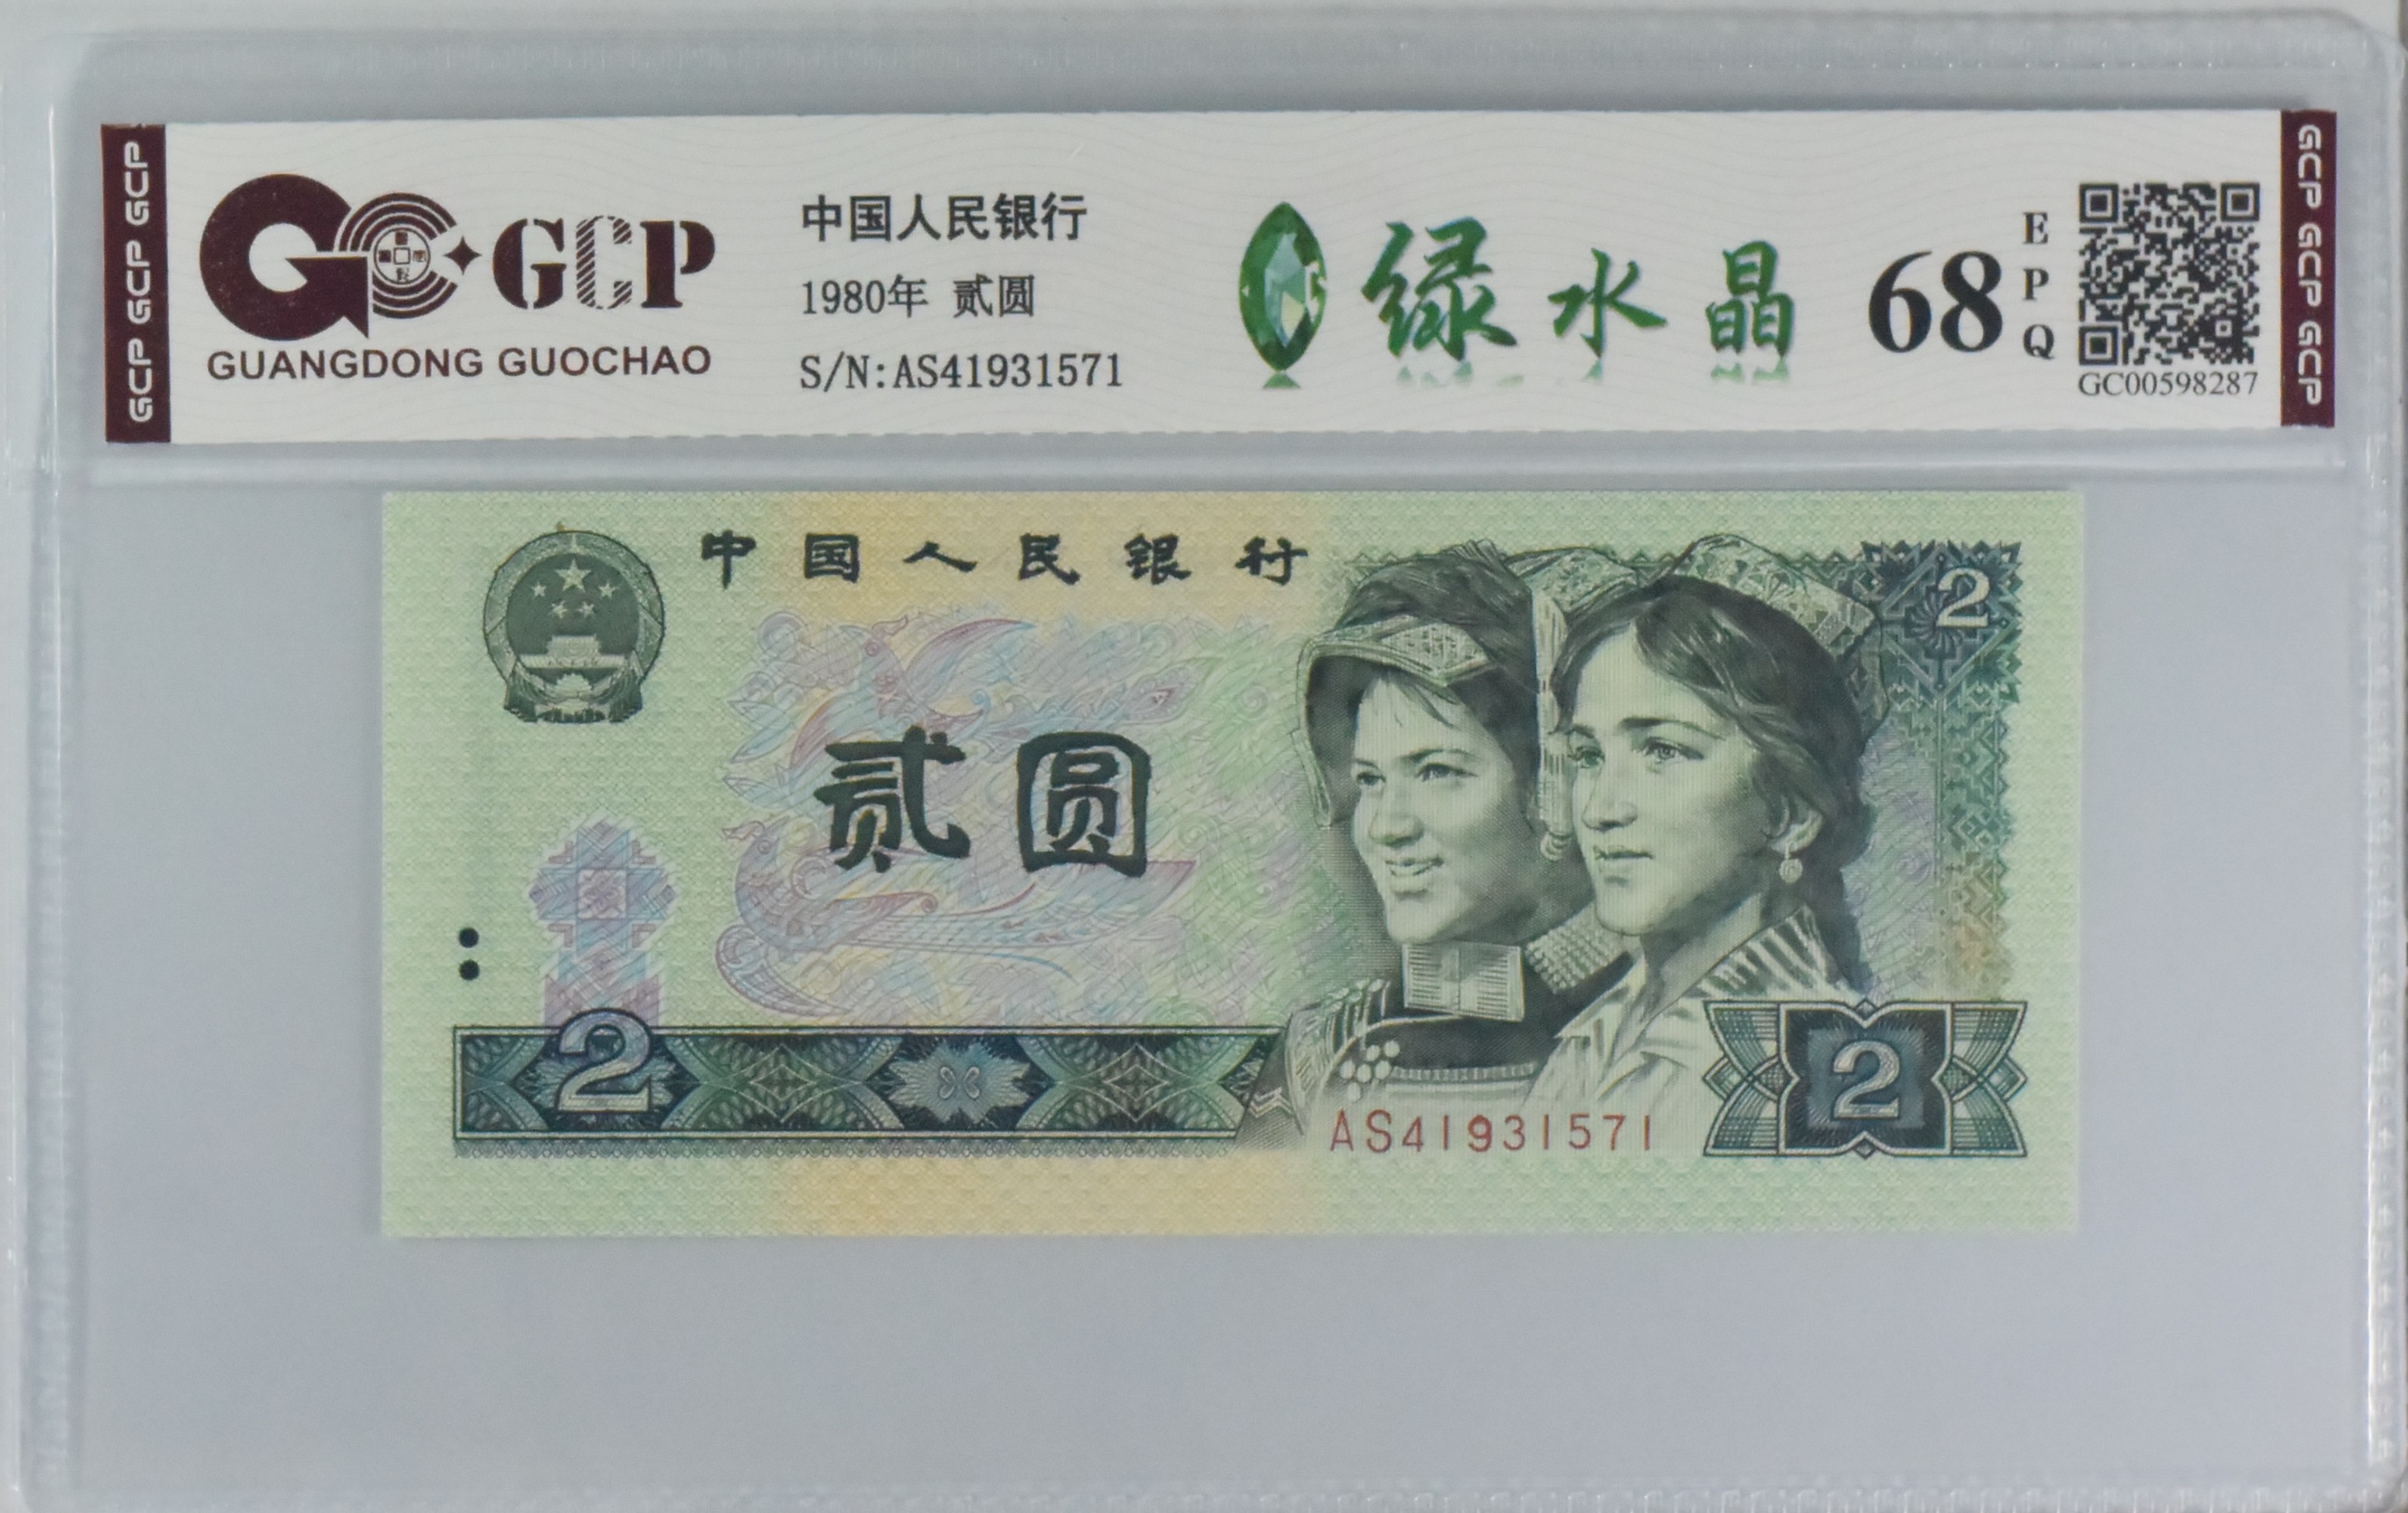 GCP GCP GCP
GCP
GUANGDONG GUOCHAO
中国人民银行
1980年 贰圆
S/N:AS41931571
绿水晶
68
EPQ
GC00598287
GCP GCP GCP
中国人民银行
2
贰圆
2
AS41931571
2